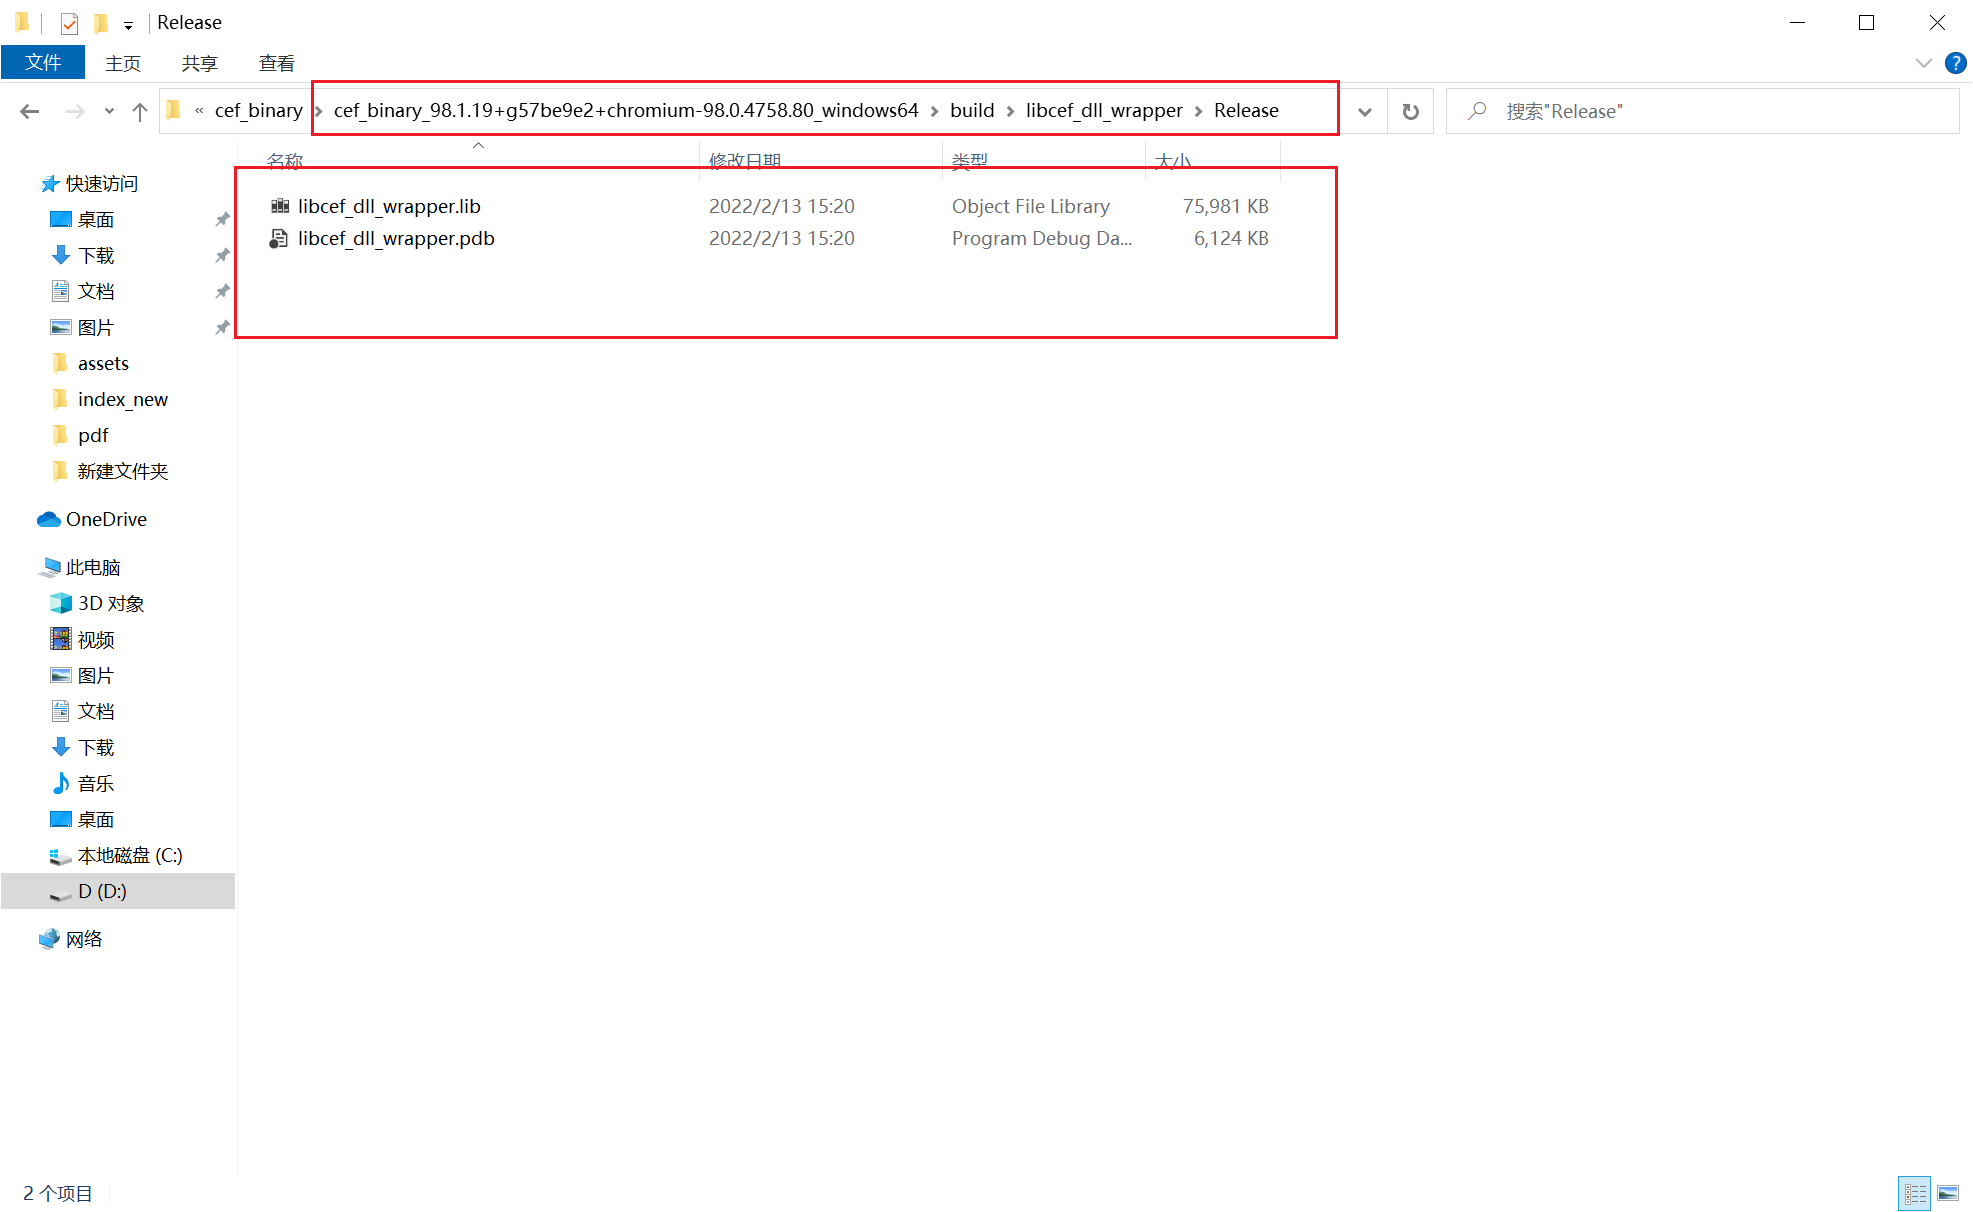 Release
文件 主页 共享 查看
« cef_binary › cef_binary_98.1.19+g57be9e2+chromium-98.0.4758.80_windows64 › build › libcef_dll_wrapper › Release
搜索"Release"
名称 修改日期 类型 大小
libcef_dll_wrapper.lib 2022/2/13 15:20 Object File Library 75,981 KB
libcef_dll_wrapper.pdb 2022/2/13 15:20 Program Debug Da... 6,124 KB
快速访问
桌面
下载
文档
图片
assets
index_new
pdf
新建文件夹
OneDrive
此电脑
3D 对象
视频
图片
文档
下载
音乐
桌面
本地磁盘 (C:)
D (D:)
网络
2 个项目